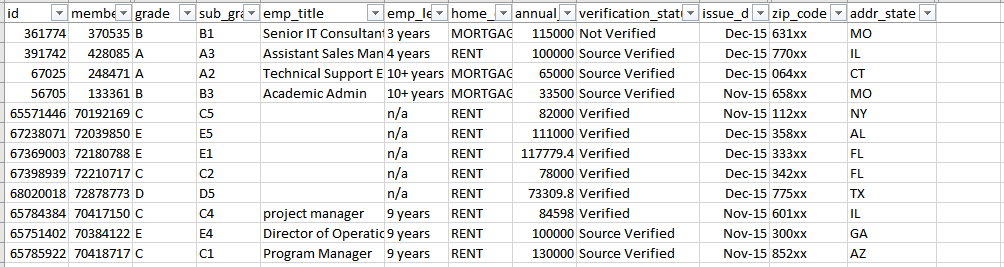 id member grade sub_gra emp_title emp_le home_ annual_ verification_statu issue_d zip_code addr_state
361774 370535 B B1 Senior IT Consultan 3 years MORTGAG 115000 Not Verified Dec-15 631xx MO
391742 428085 A A3 Assistant Sales Man 4 years RENT 100000 Source Verified Dec-15 770xx IL
67025 248471 A A2 Technical Support E 10+ years MORTGAG 65000 Source Verified Dec-15 064xx CT
56705 133361 B B3 Academic Admin 10+ years MORTGAG 33500 Source Verified Nov-15 658xx MO
65571446 70192169 C C5 n/a RENT 82000 Verified Nov-15 112xx NY
67238071 72039850 E E5 n/a RENT 111000 Verified Dec-15 358xx AL
67369003 72180788 E E1 n/a RENT 117779.4 Verified Dec-15 333xx FL
67398939 72210717 C C2 n/a RENT 78000 Verified Dec-15 342xx FL
68020018 72878773 D D5 n/a RENT 73309.8 Verified Dec-15 775xx TX
65784384 70417150 C C4 project manager 9 years RENT 84598 Verified Nov-15 601xx IL
65751402 70384122 E E4 Director of Operatic 9 years RENT 100000 Source Verified Nov-15 300xx GA
65785922 70418717 C C1 Program Manager 9 years RENT 130000 Source Verified Nov-15 852xx AZ